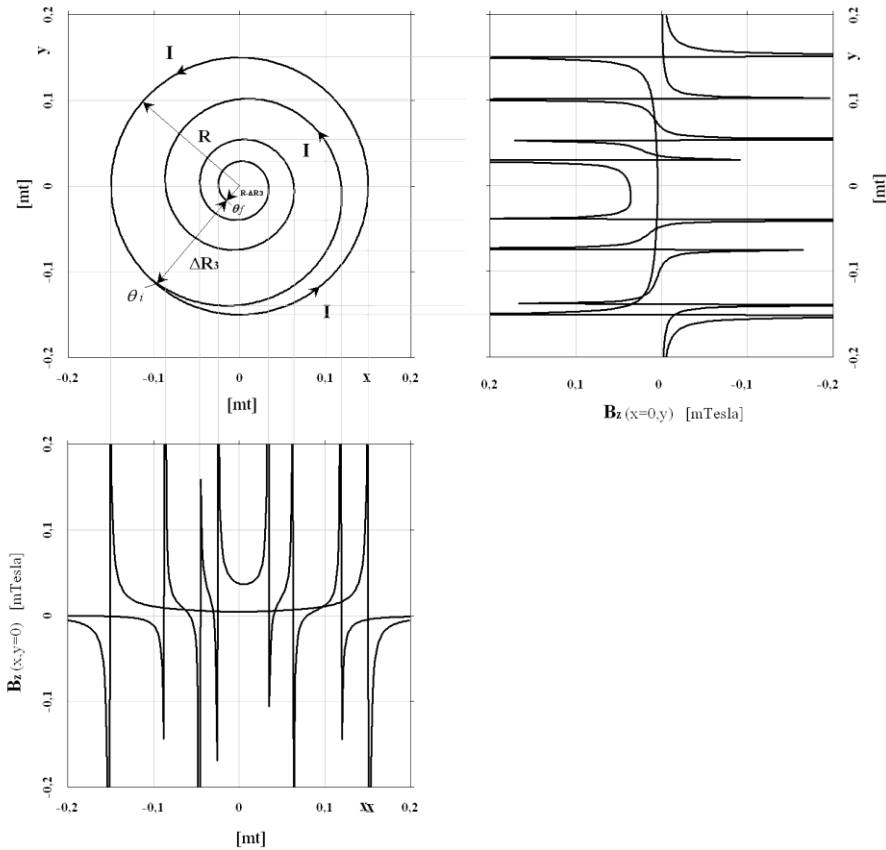 0,2
y
0,1
0
[mt]
-0,1
-0,2
I
R
I
R-ΔR3
θf
ΔR3
θi
I
-0,2
-0,1
0
0,1
x
0,2
[mt]
0,2
y
0,1
0
[mt]
-0,1
-0,2
0,2
0,1
0
-0,1
-0,2
Bz (x=0,y) [mTesla]
0,2
0,1
0
-0,1
-0,2
Bz (x,y=0) [mTesla]
-0,2
-0,1
0
0,1
xx
0,2
[mt]